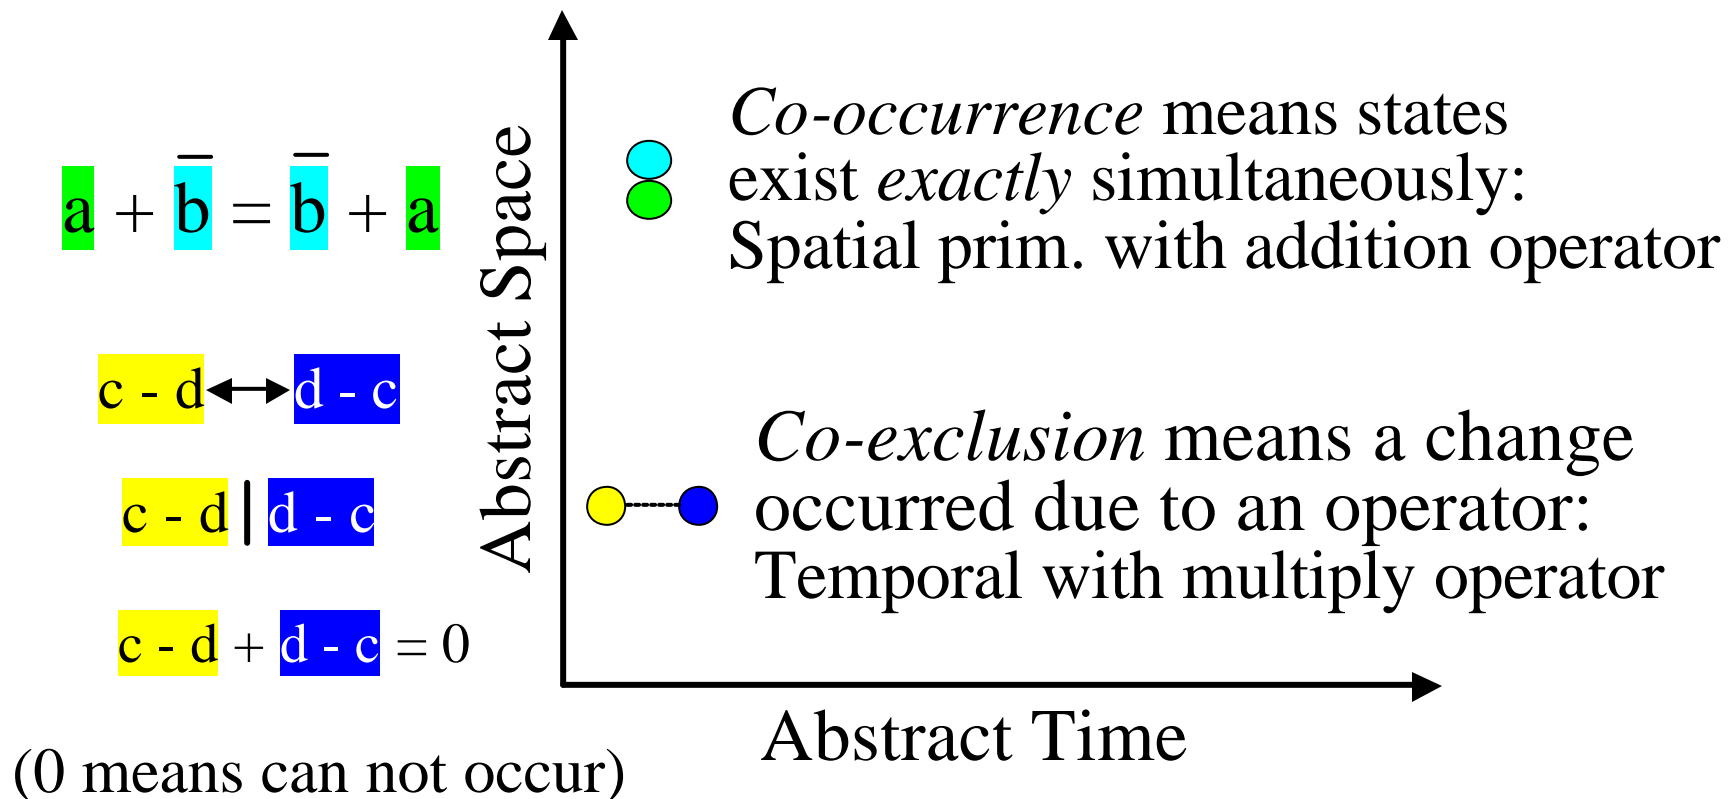 a + b̅ = b̅ + a
c - d ↔ d - c
c - d | d - c
c - d + d - c = 0
(0 means can not occur)
Abstract Space
Co-occurrence means states
exist exactly simultaneously:
Spatial prim. with addition operator
Co-exclusion means a change
occurred due to an operator:
Temporal with multiply operator
Abstract Time